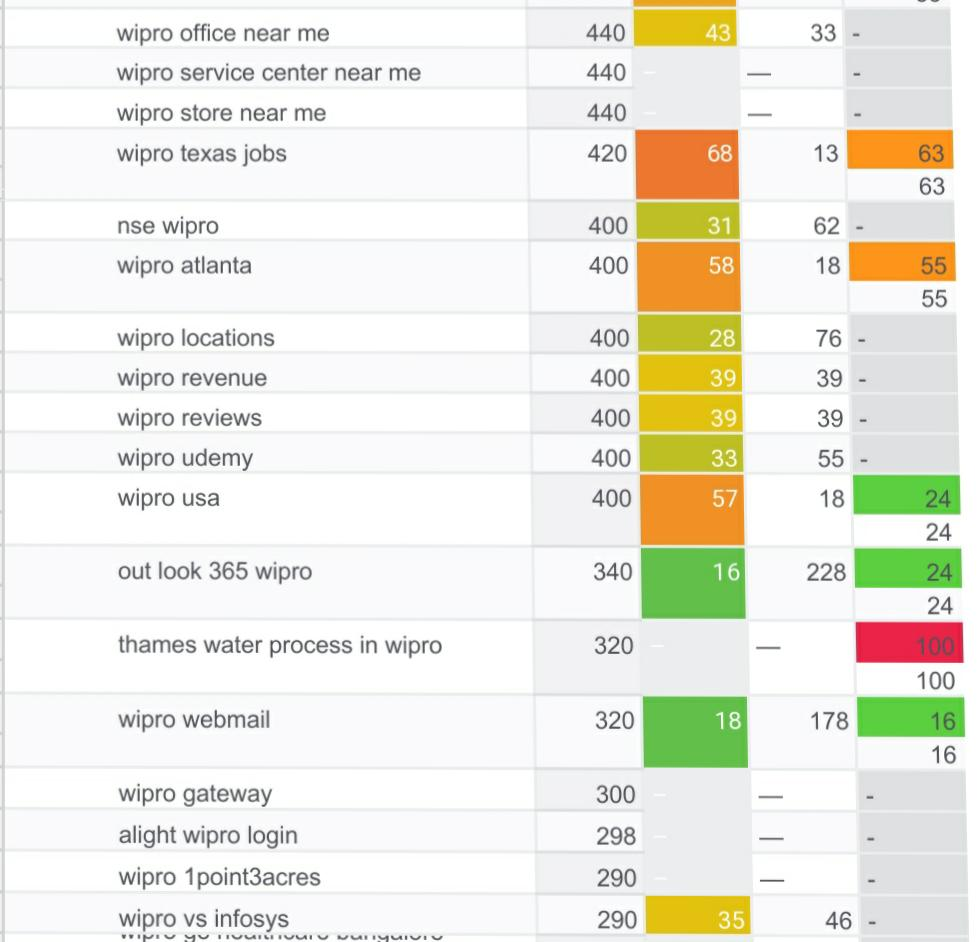 wipro office near me 440 43 33 -
wipro service center near me 440 – — -
wipro store near me 440 – — -
wipro texas jobs 420 68 13 63
63
nse wipro 400 31 62 -
wipro atlanta 400 58 18 55
55
wipro locations 400 28 76 -
wipro revenue 400 39 39 -
wipro reviews 400 39 39 -
wipro udemy 400 33 55 -
wipro usa 400 57 18 24
24
out look 365 wipro 340 16 228 24
24
thames water process in wipro 320 – — 100
100
wipro webmail 320 18 178 16
16
wipro gateway 300 – — -
alight wipro login 298 – — -
wipro 1point3acres 290 – — -
wipro vs infosys 290 35 46 -